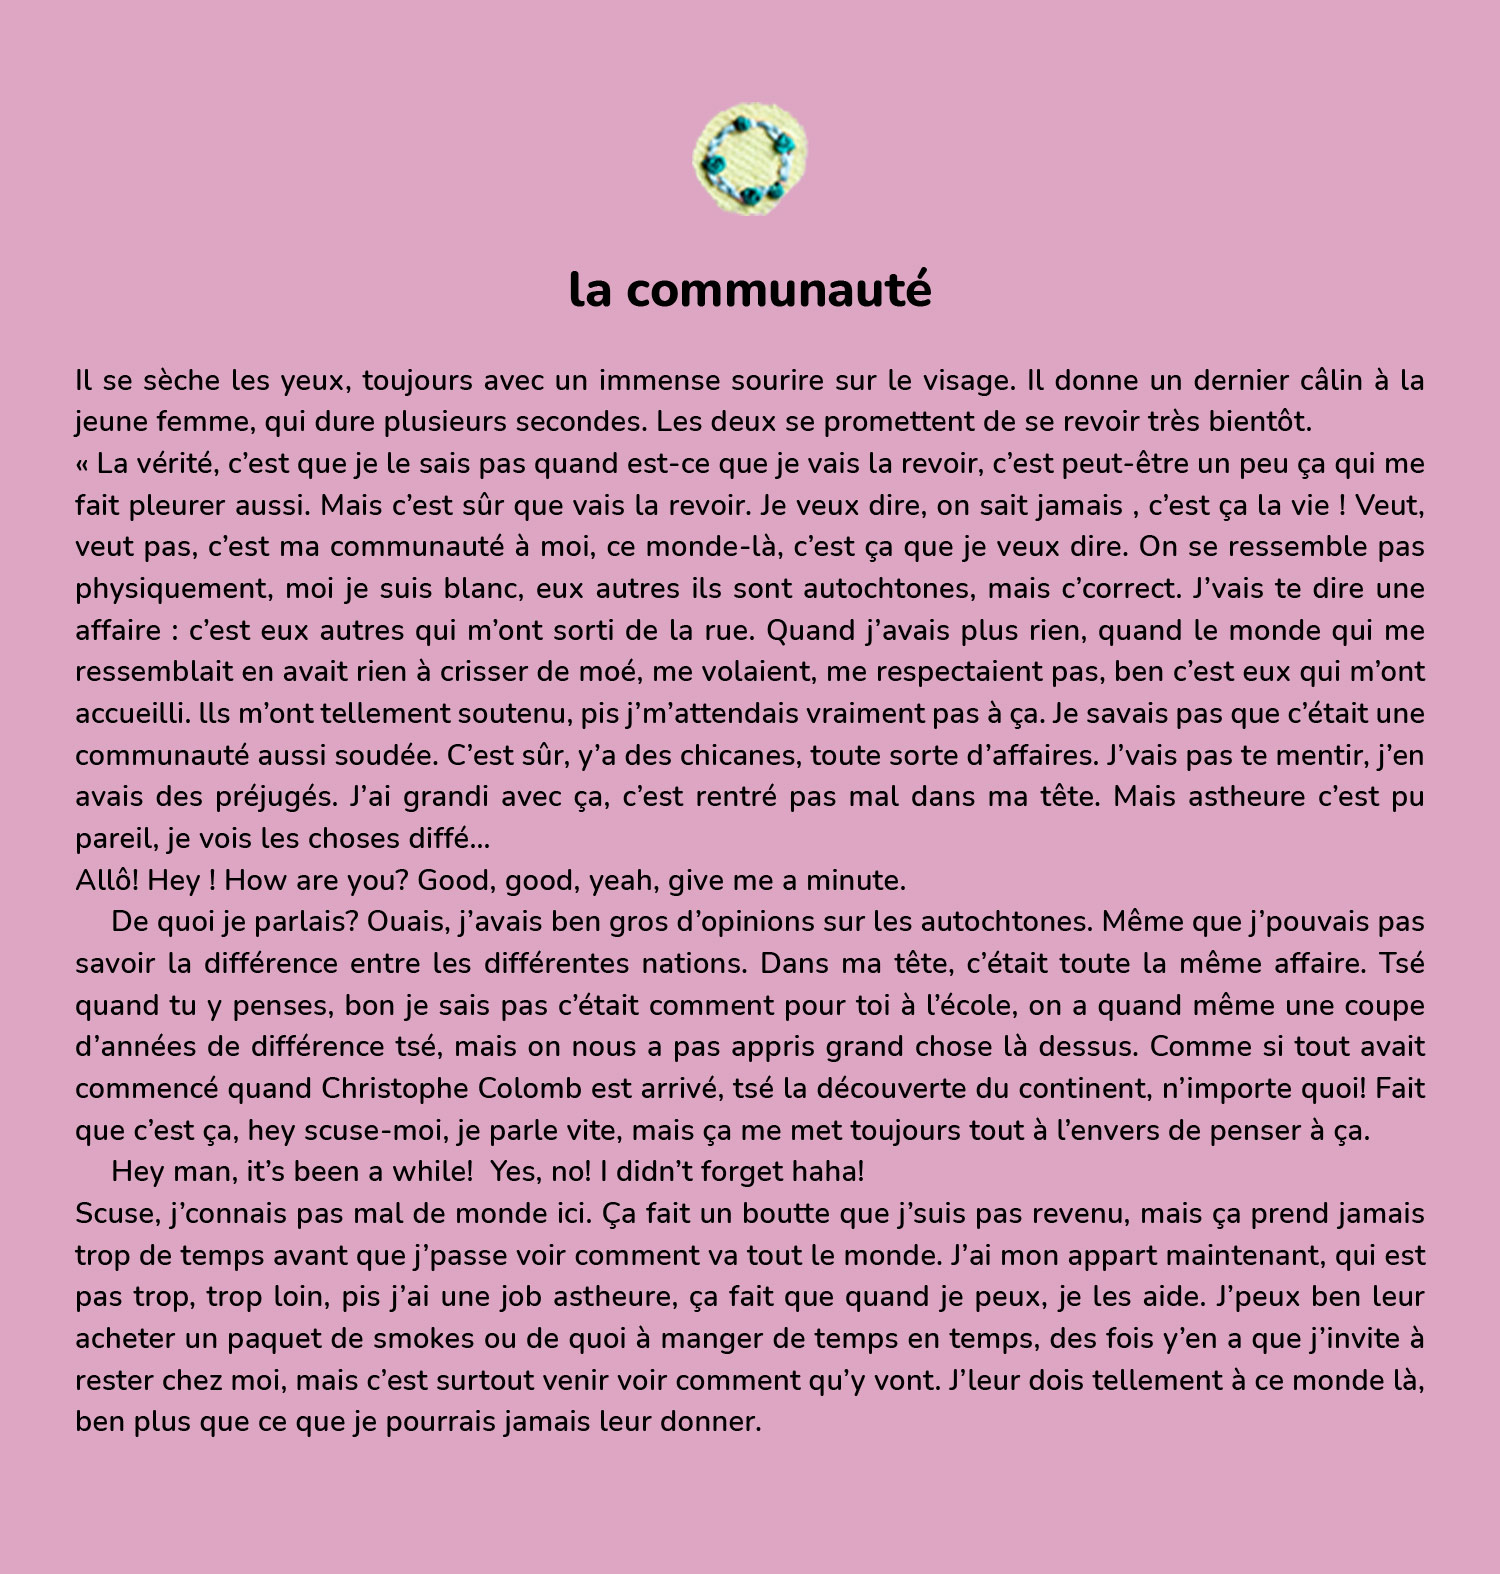 la communauté
Il se sèche les yeux, toujours avec un immense sourire sur le visage. Il donne un dernier câlin à la
jeune femme, qui dure plusieurs secondes. Les deux se promettent de se revoir très bientôt.
« La vérité, c’est que je le sais pas quand est-ce que je vais la revoir, c’est peut-être un peu ça qui me
fait pleurer aussi. Mais c’est sûr que vais la revoir. Je veux dire, on sait jamais , c’est ça la vie ! Veut,
veut pas, c’est ma communauté à moi, ce monde-là, c’est ça que je veux dire. On se ressemble pas
physiquement, moi je suis blanc, eux autres ils sont autochtones, mais c’correct. J’vais te dire une
affaire : c’est eux autres qui m’ont sorti de la rue. Quand j’avais plus rien, quand le monde qui me
ressemblait en avait rien à crisser de moé, me volaient, me respectaient pas, ben c’est eux qui m’ont
accueilli. lls m’ont tellement soutenu, pis j’m’attendais vraiment pas à ça. Je savais pas que c’était une
communauté aussi soudée. C’est sûr, y’a des chicanes, toute sorte d’affaires. J’vais pas te mentir, j’en
avais des préjugés. J’ai grandi avec ça, c’est rentré pas mal dans ma tête. Mais astheure c’est pu
pareil, je vois les choses diffé...
Allô! Hey ! How are you? Good, good, yeah, give me a minute.
De quoi je parlais? Ouais, j’avais ben gros d’opinions sur les autochtones. Même que j’pouvais pas
savoir la différence entre les différentes nations. Dans ma tête, c’était toute la même affaire. Tsé
quand tu y penses, bon je sais pas c’était comment pour toi à l’école, on a quand même une coupe
d’années de différence tsé, mais on nous a pas appris grand chose là dessus. Comme si tout avait
commencé quand Christophe Colomb est arrivé, tsé la découverte du continent, n’importe quoi! Fait
que c’est ça, hey scuse-moi, je parle vite, mais ça me met toujours tout à l’envers de penser à ça.
Hey man, it’s been a while!  Yes, no! I didn’t forget haha!
Scuse, j’connais pas mal de monde ici. Ça fait un boutte que j’suis pas revenu, mais ça prend jamais
trop de temps avant que j’passe voir comment va tout le monde. J’ai mon appart maintenant, qui est
pas trop, trop loin, pis j’ai une job astheure, ça fait que quand je peux, je les aide. J’peux ben leur
acheter un paquet de smokes ou de quoi à manger de temps en temps, des fois y’en a que j’invite à
rester chez moi, mais c’est surtout venir voir comment qu’y vont. J’leur dois tellement à ce monde là,
ben plus que ce que je pourrais jamais leur donner.